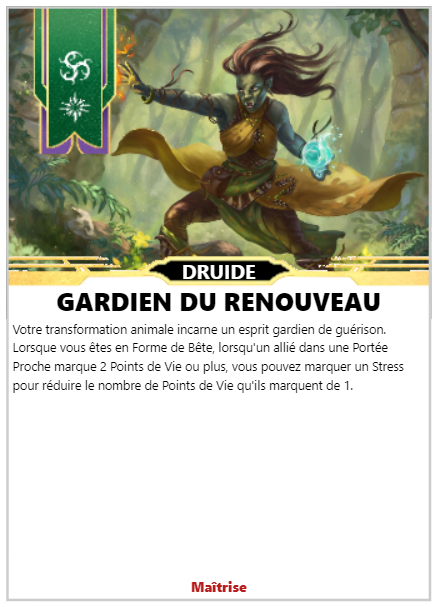 DRUIDE
GARDIEN DU RENOUVEAU
Votre transformation animale incarne un esprit gardien de guérison.
Lorsque vous êtes en Forme de Bête, lorsqu'un allié dans une Portée
Proche marque 2 Points de Vie ou plus, vous pouvez marquer un Stress
pour réduire le nombre de Points de Vie qu'ils marquent de 1.
Maîtrise